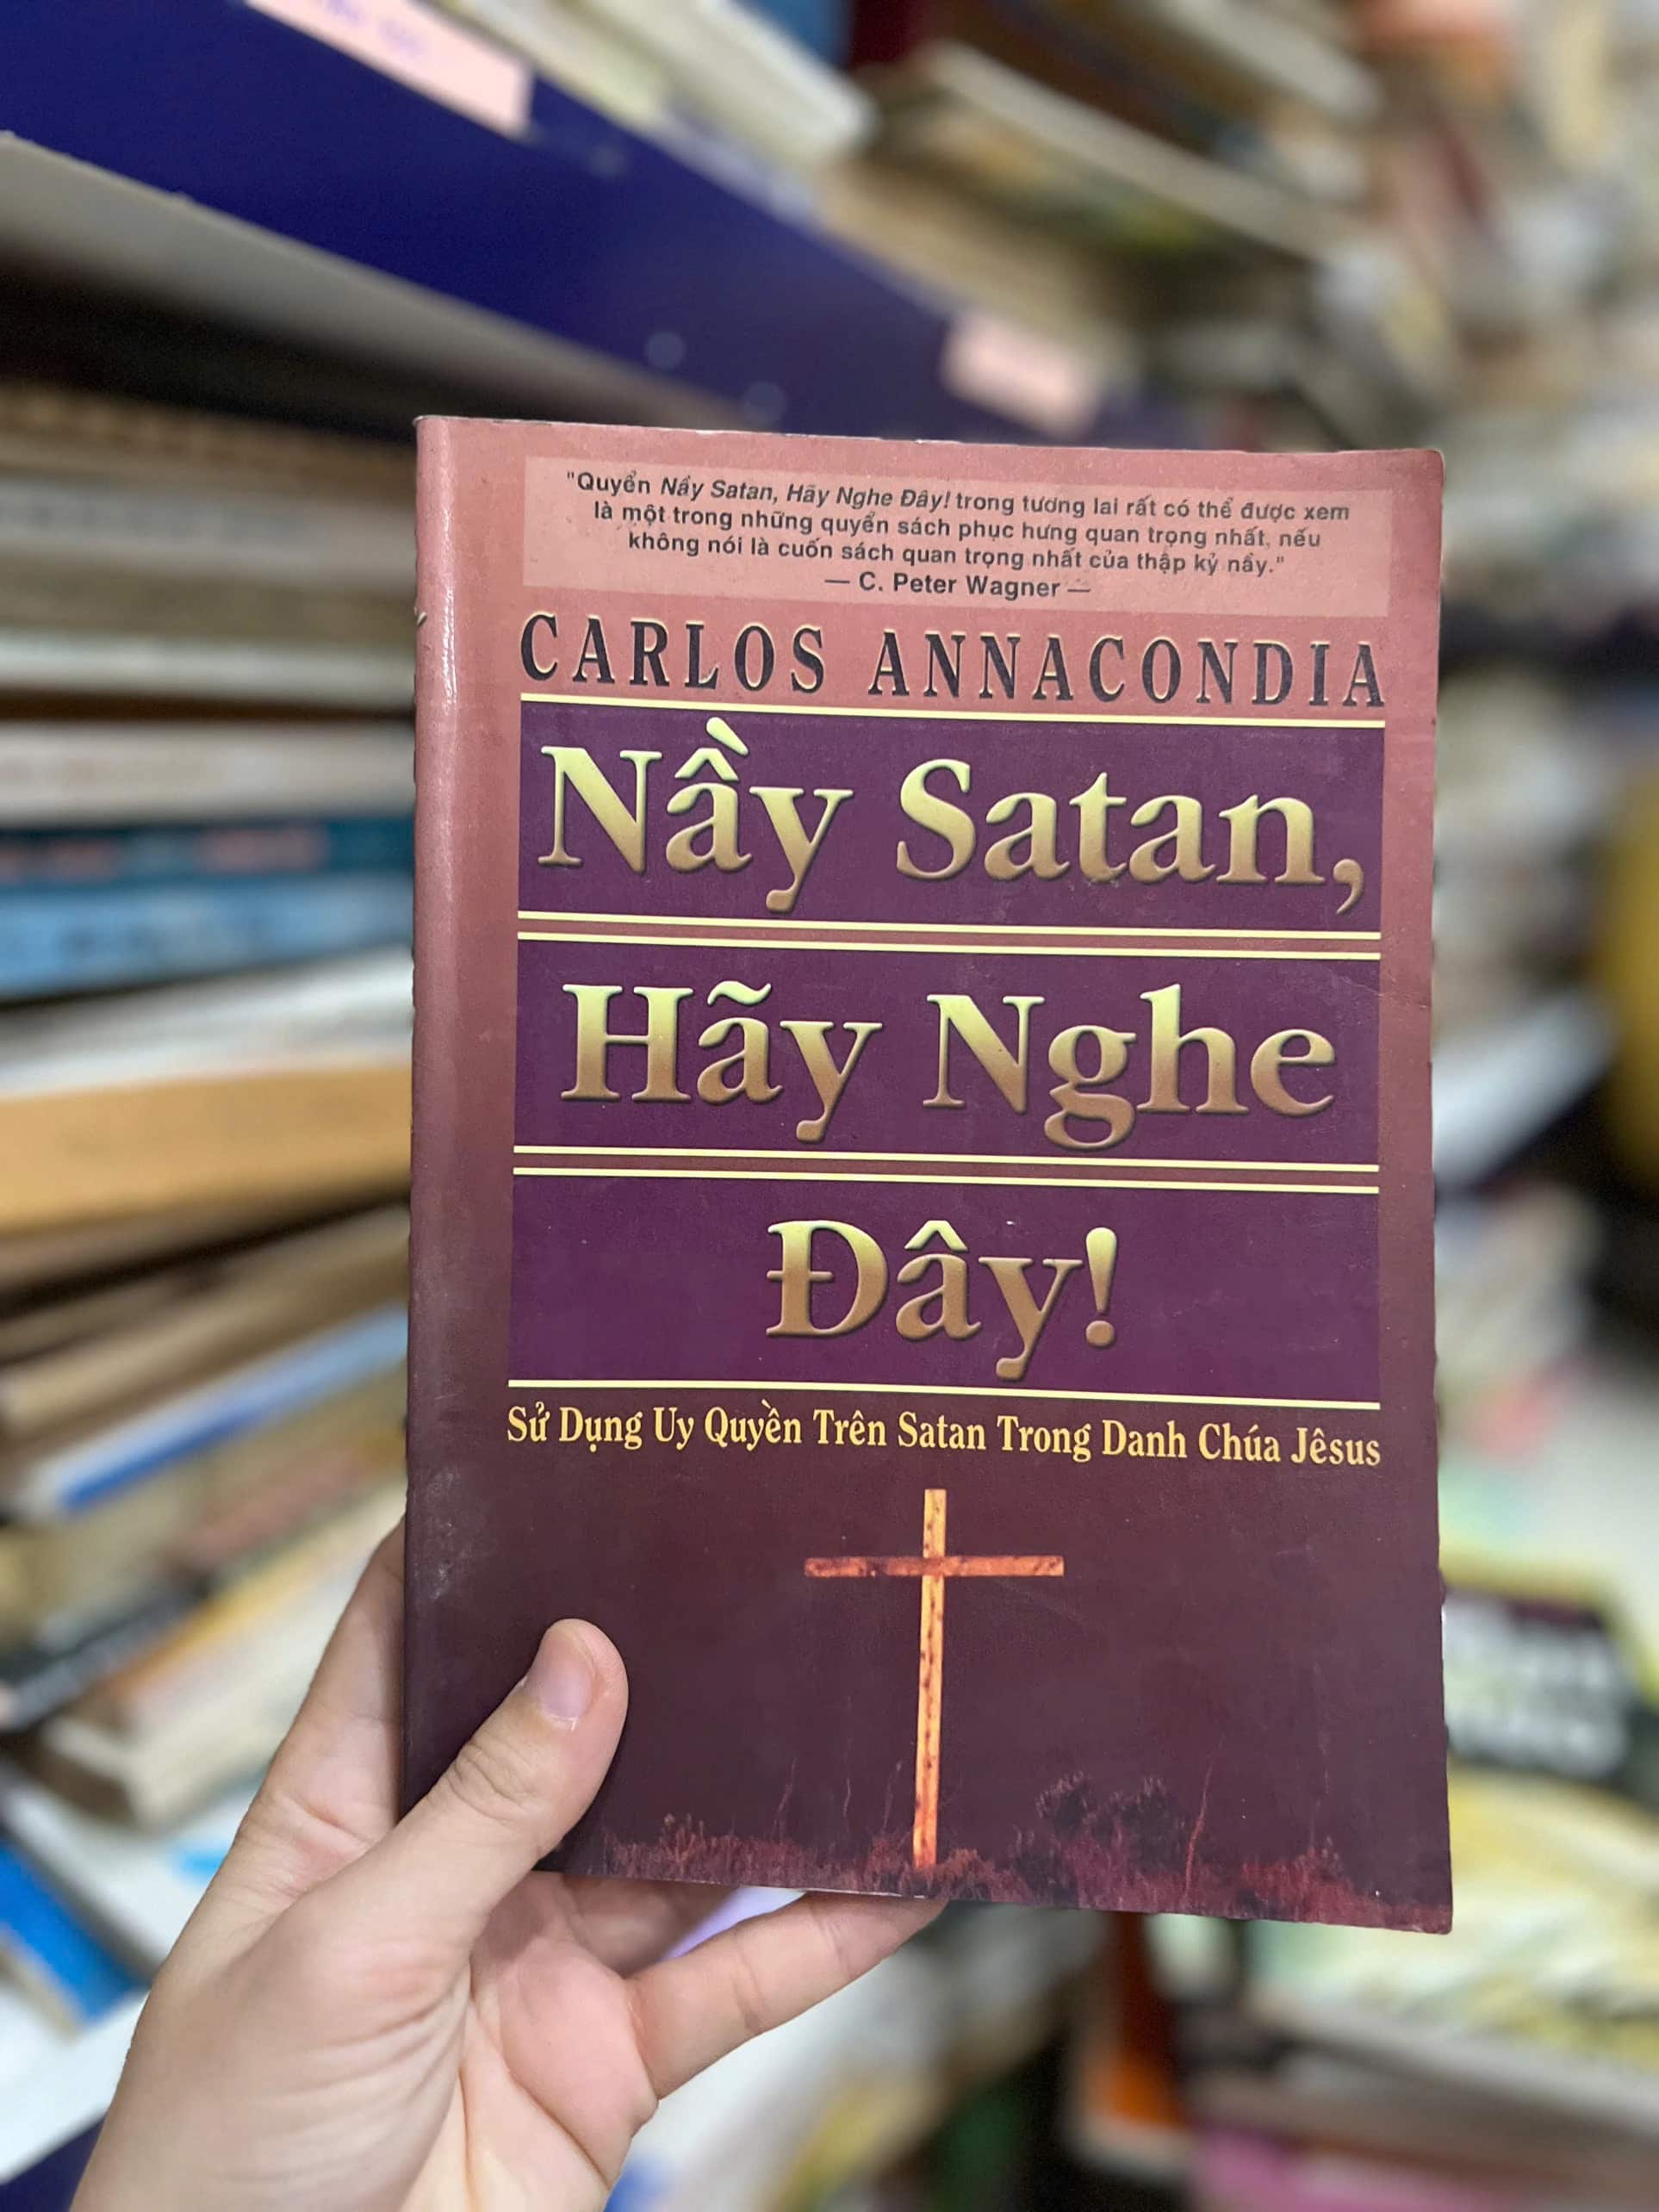 "Quyển Nầy Satan, Hãy Nghe Đây! trong tương lai rất có thể được xem
là một trong những quyển sách phục hưng quan trọng nhất, nếu
không nói là cuốn sách quan trọng nhất của thập kỷ nầy."
— C. Peter Wagner —
CARLOS ANNACONDIA
Nầy Satan,
Hãy Nghe
Đây!
Sử Dụng Uy Quyền Trên Satan Trong Danh Chúa Jêsus